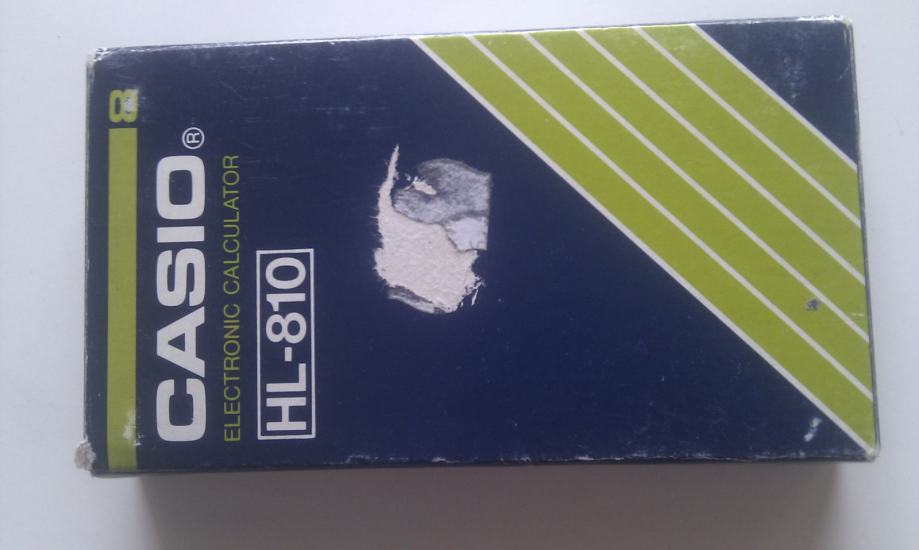 8
CASIO®
ELECTRONIC CALCULATOR
HL-810